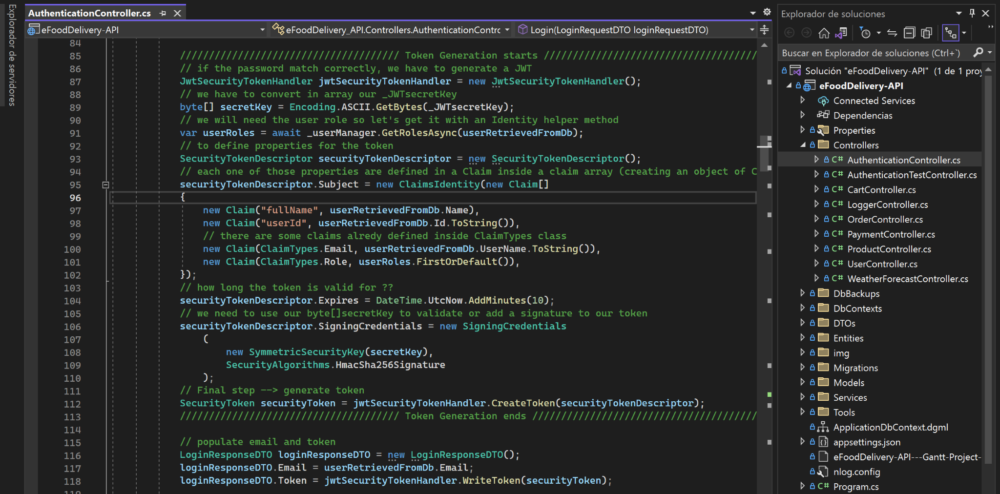 Explorador de servidores
AuthenticationController.cs
eFoodDelivery-API
eFoodDelivery_API.Controllers.AuthenticationContrc
Login(LoginRequestDTO loginRequestDTO)
84
85 ////////////////////////////////////// Token Generation starts /////////////////////////////////////
86 // if the password match correctly, we have to generate a JWT
87 JwtSecurityTokenHandler jwtSecurityTokenHandler = new JwtSecurityTokenHandler();
88 // we have to convert in array our _JWTsecretKey
89 byte[] secretKey = Encoding.ASCII.GetBytes(_JWTsecretKey);
90 // we will need the user role so let's get it with an Identity helper method
91 var userRoles = await _userManager.GetRolesAsync(userRetrievedFromDb);
92 // to define properties for the token
93 SecurityTokenDescriptor securityTokenDescriptor = new SecurityTokenDescriptor();
94 // each one of those properties are defined in a Claim inside a claim array (creating an object of C
95 securityTokenDescriptor.Subject = new ClaimsIdentity(new Claim[]
96 {
97 new Claim("fullName", userRetrievedFromDb.Name),
98 new Claim("userId", userRetrievedFromDb.Id.ToString()),
99 // there are some claims alredy defined inside ClaimTypes class
100 new Claim(ClaimTypes.Email, userRetrievedFromDb.UserName.ToString()),
101 new Claim(ClaimTypes.Role, userRoles.FirstOrDefault()),
102 });
103 // how long the token is valid for ??
104 securityTokenDescriptor.Expires = DateTime.UtcNow.AddMinutes(10);
105 // we need to use our byte[]secretKey to validate or add a signature to our token
106 securityTokenDescriptor.SigningCredentials = new SigningCredentials
107 (
108 new SymmetricSecurityKey(secretKey),
109 SecurityAlgorithms.HmacSha256Signature
110 );
111 // Final step --> generate token
112 SecurityToken securityToken = jwtSecurityTokenHandler.CreateToken(securityTokenDescriptor);
113 ////////////////////////////////////// Token Generation ends ///////////////////////////////////////
114
115 // populate email and token
116 LoginResponseDTO loginResponseDTO = new LoginResponseDTO();
117 loginResponseDTO.Email = userRetrievedFromDb.Email;
118 loginResponseDTO.Token = jwtSecurityTokenHandler.WriteToken(securityToken);
Explorador de soluciones
Buscar en Explorador de soluciones (Ctrl+`)
Solución "eFoodDelivery-API" (1 de 1 proy
eFoodDelivery-API
Connected Services
Dependencias
Properties
Controllers
C# AuthenticationController.cs
C# AuthenticationTestController.cs
C# CartController.cs
C# LoggerController.cs
C# OrderController.cs
C# PaymentController.cs
C# ProductController.cs
C# UserController.cs
C# WeatherForecastController.cs
DbBackups
DbContexts
DTOs
Entities
img
Migrations
Models
Services
Tools
ApplicationDbContext.dgml
appsettings.json
eFoodDelivery-API---Gantt-Project-
nlog.config
C# Program.cs